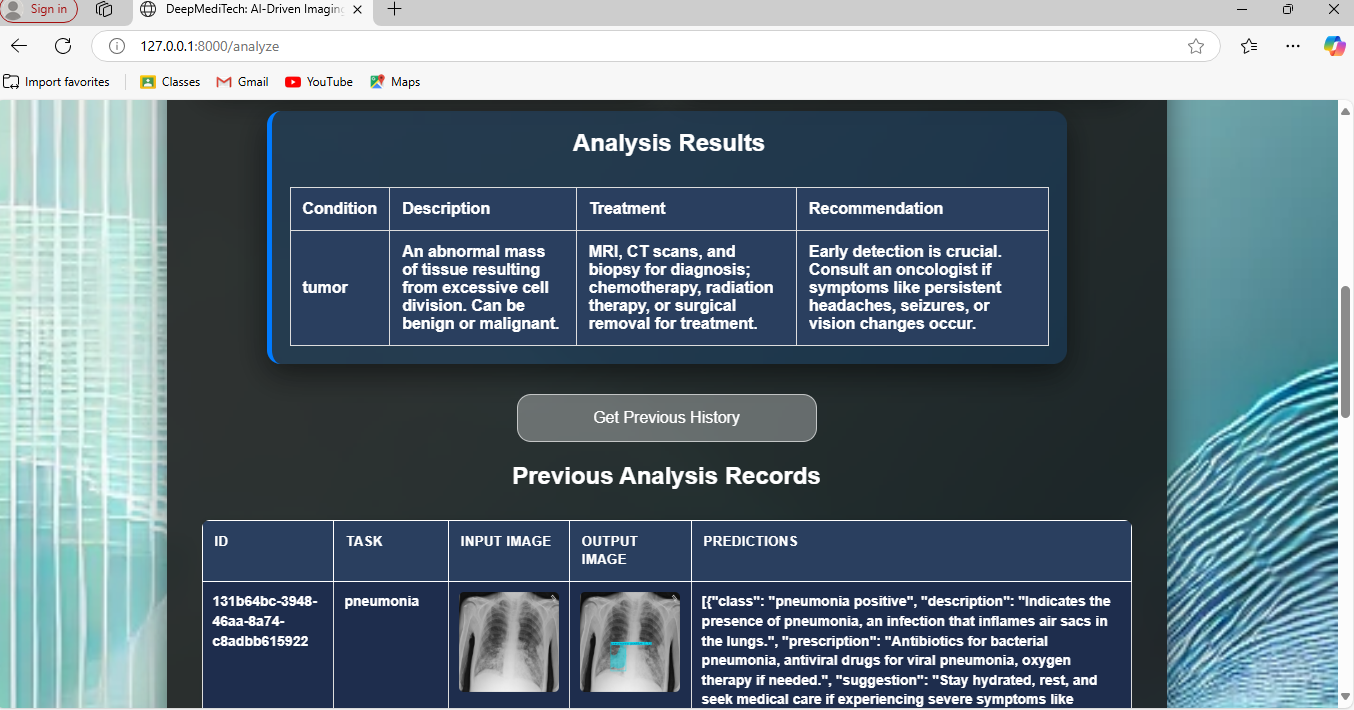 Sign in
DeepMediTech: AI-Driven Imaging
127.0.0.1:8000/analyze
Import favorites
Classes
Gmail
YouTube
Maps
Analysis Results
Condition
Description
Treatment
Recommendation
tumor
An abnormal mass
of tissue resulting
from excessive cell
division. Can be
benign or malignant.
MRI, CT scans, and
biopsy for diagnosis;
chemotherapy, radiation
therapy, or surgical
removal for treatment.
Early detection is crucial.
Consult an oncologist if
symptoms like persistent
headaches, seizures, or
vision changes occur.
Get Previous History
Previous Analysis Records
ID
TASK
INPUT IMAGE
OUTPUT
IMAGE
PREDICTIONS
131b64bc-3948-
46aa-8a74-
c8adbb615922
pneumonia
[{"class": "pneumonia positive", "description": "Indicates the
presence of pneumonia, an infection that inflames air sacs in
the lungs.", "prescription": "Antibiotics for bacterial
pneumonia, antiviral drugs for viral pneumonia, oxygen
therapy if needed.", "suggestion": "Stay hydrated, rest, and
seek medical care if experiencing severe symptoms like